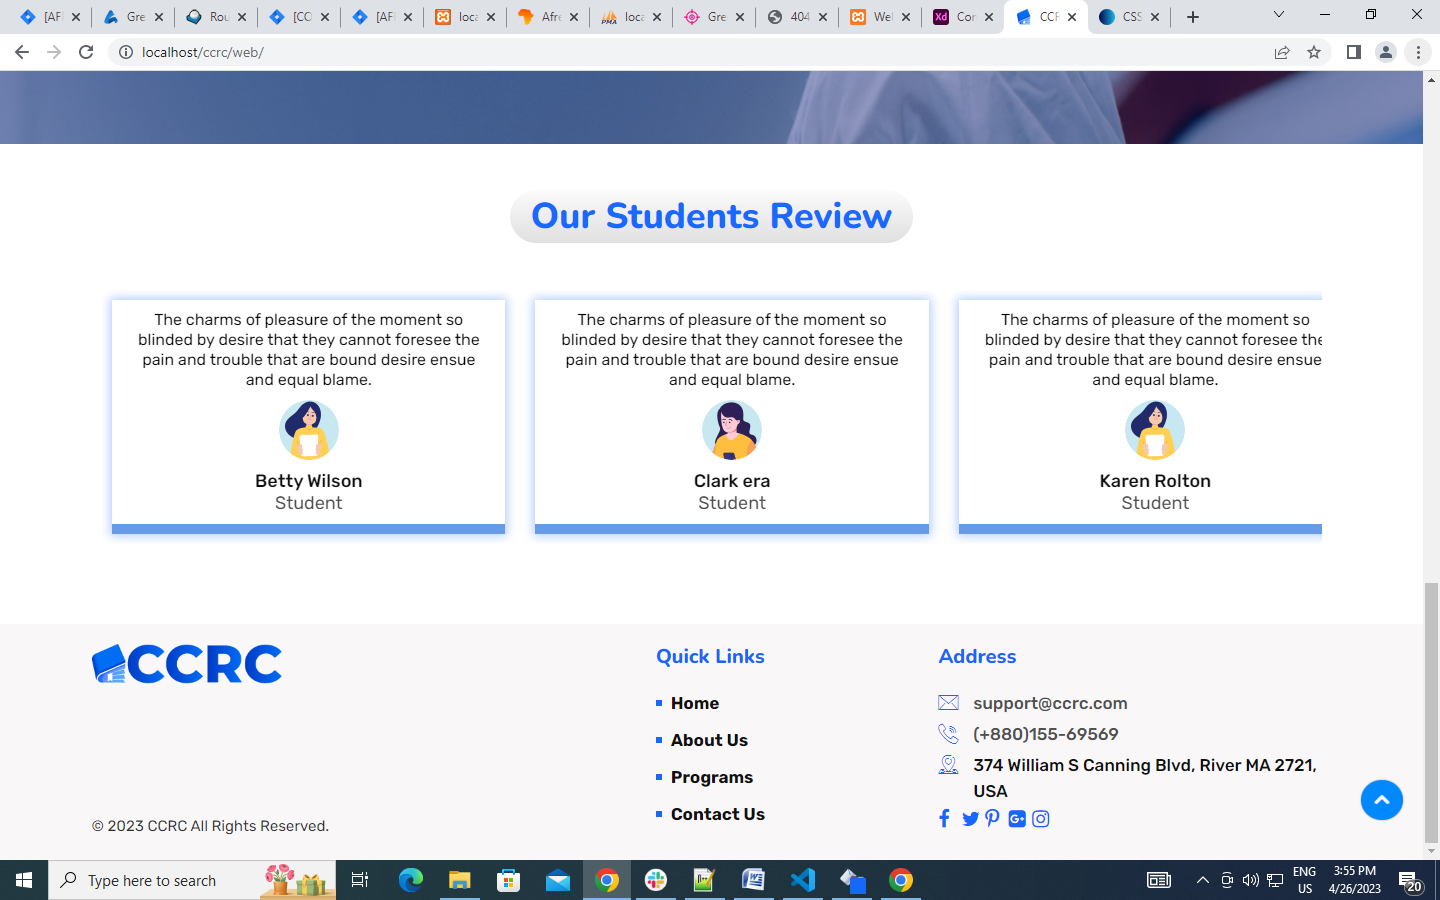 [AFI
Gre
Rou
[CO
[AFI
loca
Afre
loca
Gre
404
Wel
Xd
Cor
CCF
CSS
localhost/ccrc/web/
Our Students Review
The charms of pleasure of the moment so
blinded by desire that they cannot foresee the
pain and trouble that are bound desire ensue
and equal blame.
Betty Wilson
Student
The charms of pleasure of the moment so
blinded by desire that they cannot foresee the
pain and trouble that are bound desire ensue
and equal blame.
Clark era
Student
The charms of pleasure of the moment so
blinded by desire that they cannot foresee the
pain and trouble that are bound desire ensue
and equal blame.
Karen Rolton
Student
CCRC
© 2023 CCRC All Rights Reserved.
Quick Links
Home
About Us
Programs
Contact Us
Address
support@ccrc.com
(+880)155-69569
374 William S Canning Blvd, River MA 2721,
USA
Type here to search
ENG
US
3:55 PM
4/26/2023
20